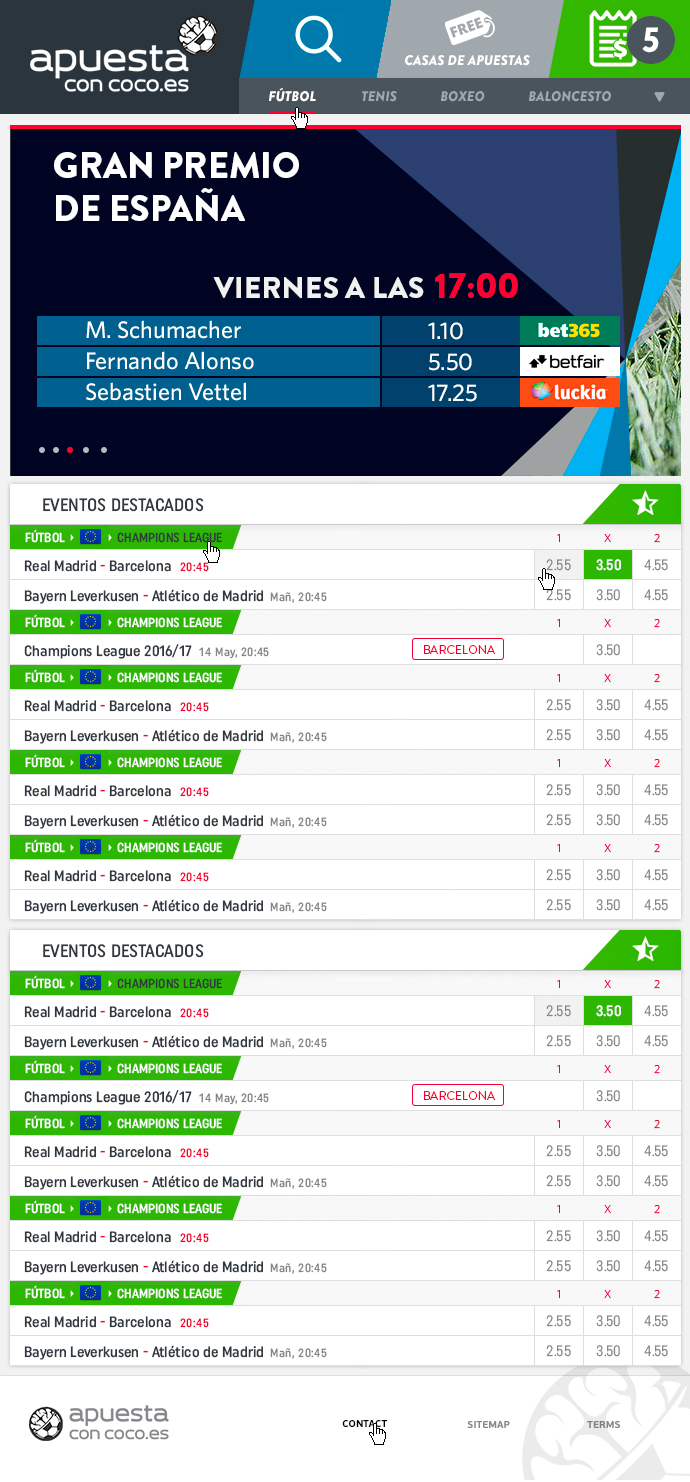 apuesta
con coco.es
FREE
CASAS DE APUESTAS
$
5
FÚTBOL TENIS BOXEO BALONCESTO
GRAN PREMIO
DE ESPAÑA
VIERNES A LAS 17:00
M. Schumacher 1.10 bet365
Fernando Alonso 5.50 betfair
Sebastien Vettel 17.25 luckia
EVENTOS DESTACADOS
FÚTBOL CHAMPIONS LEAGUE 1 X 2
Real Madrid - Barcelona 20:45 2.55 3.50 4.55
Bayern Leverkusen - Atlético de Madrid Mañ, 20:45 2.55 3.50 4.55
FÚTBOL CHAMPIONS LEAGUE 1 X 2
Champions League 2016/17 14 May, 20:45 BARCELONA 3.50
FÚTBOL CHAMPIONS LEAGUE 1 X 2
Real Madrid - Barcelona 20:45 2.55 3.50 4.55
Bayern Leverkusen - Atlético de Madrid Mañ, 20:45 2.55 3.50 4.55
FÚTBOL CHAMPIONS LEAGUE 1 X 2
Real Madrid - Barcelona 20:45 2.55 3.50 4.55
Bayern Leverkusen - Atlético de Madrid Mañ, 20:45 2.55 3.50 4.55
FÚTBOL CHAMPIONS LEAGUE 1 X 2
Real Madrid - Barcelona 20:45 2.55 3.50 4.55
Bayern Leverkusen - Atlético de Madrid Mañ, 20:45 2.55 3.50 4.55
EVENTOS DESTACADOS
FÚTBOL CHAMPIONS LEAGUE 1 X 2
Real Madrid - Barcelona 20:45 2.55 3.50 4.55
Bayern Leverkusen - Atlético de Madrid Mañ, 20:45 2.55 3.50 4.55
FÚTBOL CHAMPIONS LEAGUE 1 X 2
Champions League 2016/17 14 May, 20:45 BARCELONA 3.50
FÚTBOL CHAMPIONS LEAGUE 1 X 2
Real Madrid - Barcelona 20:45 2.55 3.50 4.55
Bayern Leverkusen - Atlético de Madrid Mañ, 20:45 2.55 3.50 4.55
FÚTBOL CHAMPIONS LEAGUE 1 X 2
Real Madrid - Barcelona 20:45 2.55 3.50 4.55
Bayern Leverkusen - Atlético de Madrid Mañ, 20:45 2.55 3.50 4.55
FÚTBOL CHAMPIONS LEAGUE 1 X 2
Real Madrid - Barcelona 20:45 2.55 3.50 4.55
Bayern Leverkusen - Atlético de Madrid Mañ, 20:45 2.55 3.50 4.55
apuesta
con coco.es
CONTACT SITEMAP TERMS